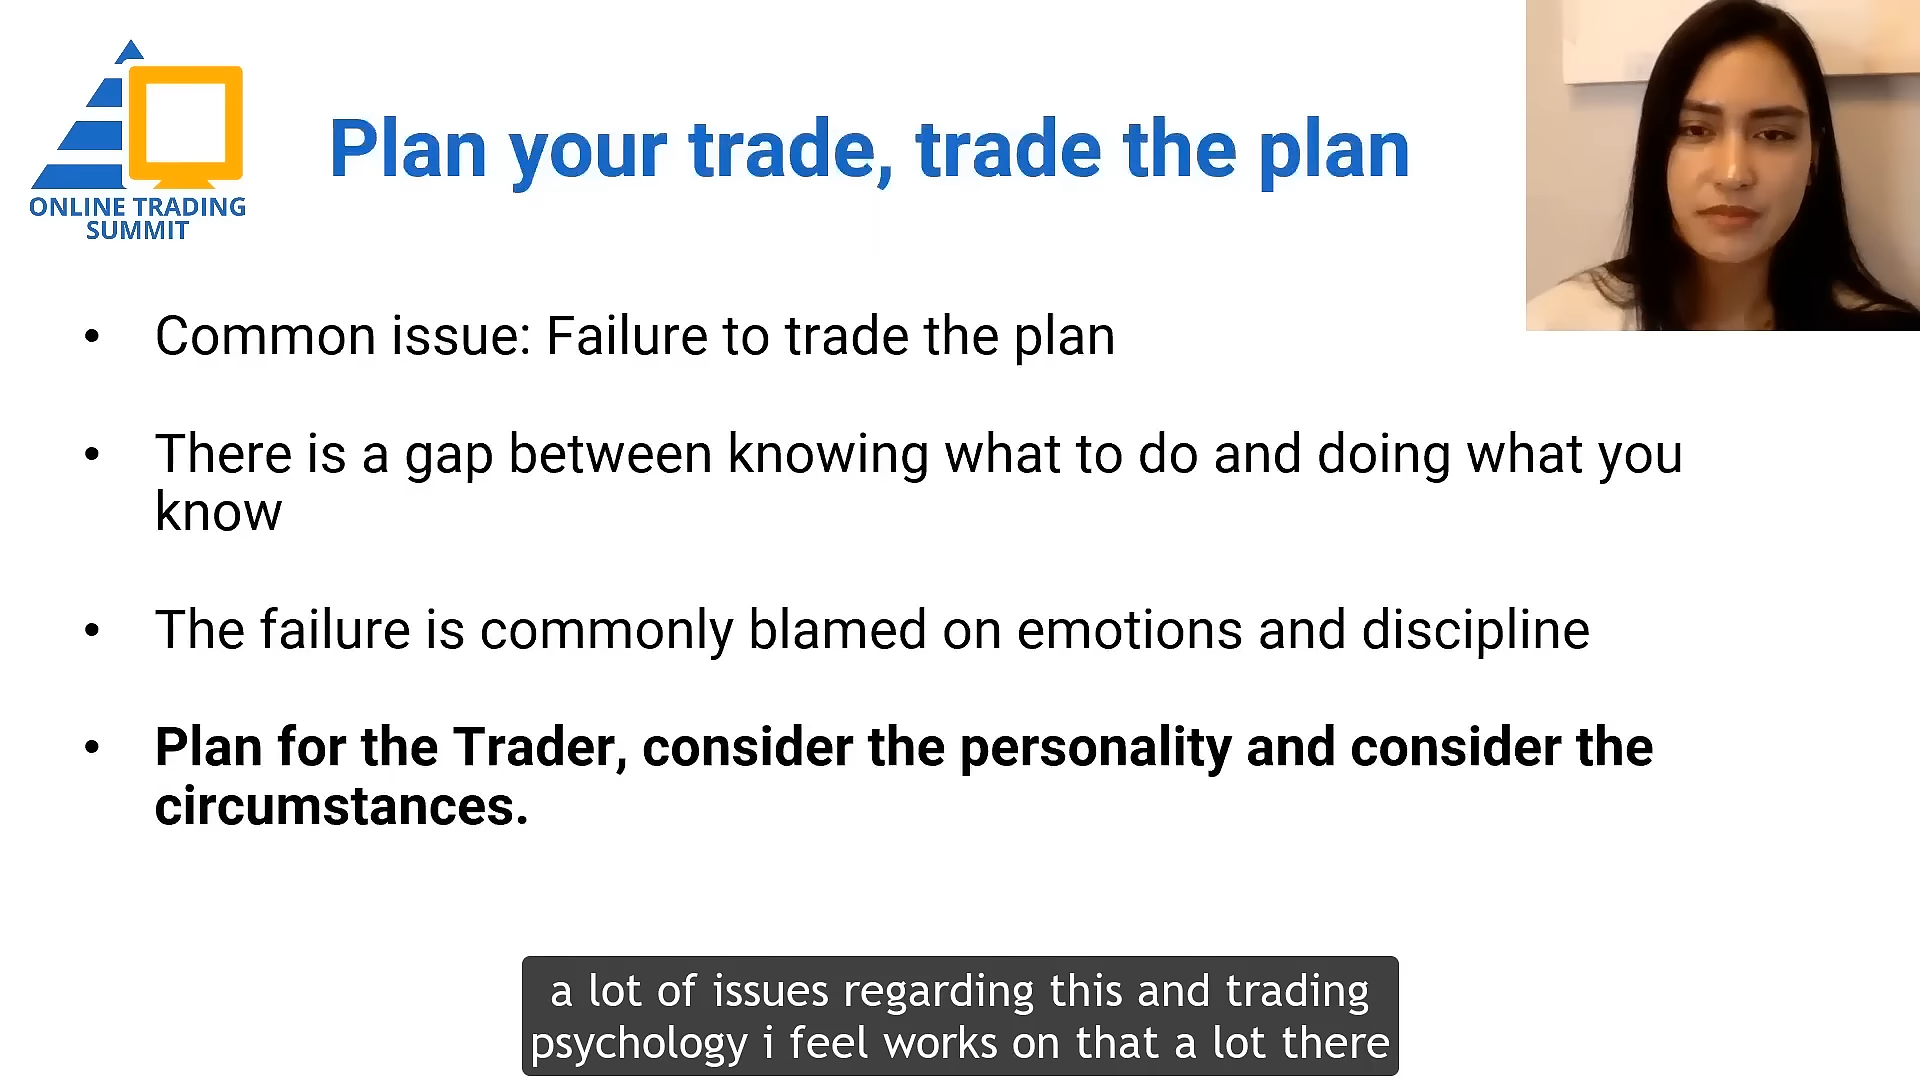 ONLINE TRADING
SUMMIT
Plan your trade, trade the plan
• Common issue: Failure to trade the plan
• There is a gap between knowing what to do and doing what you
know
• The failure is commonly blamed on emotions and discipline
• Plan for the Trader, consider the personality and consider the
circumstances.
a lot of issues regarding this and trading
psychology i feel works on that a lot there